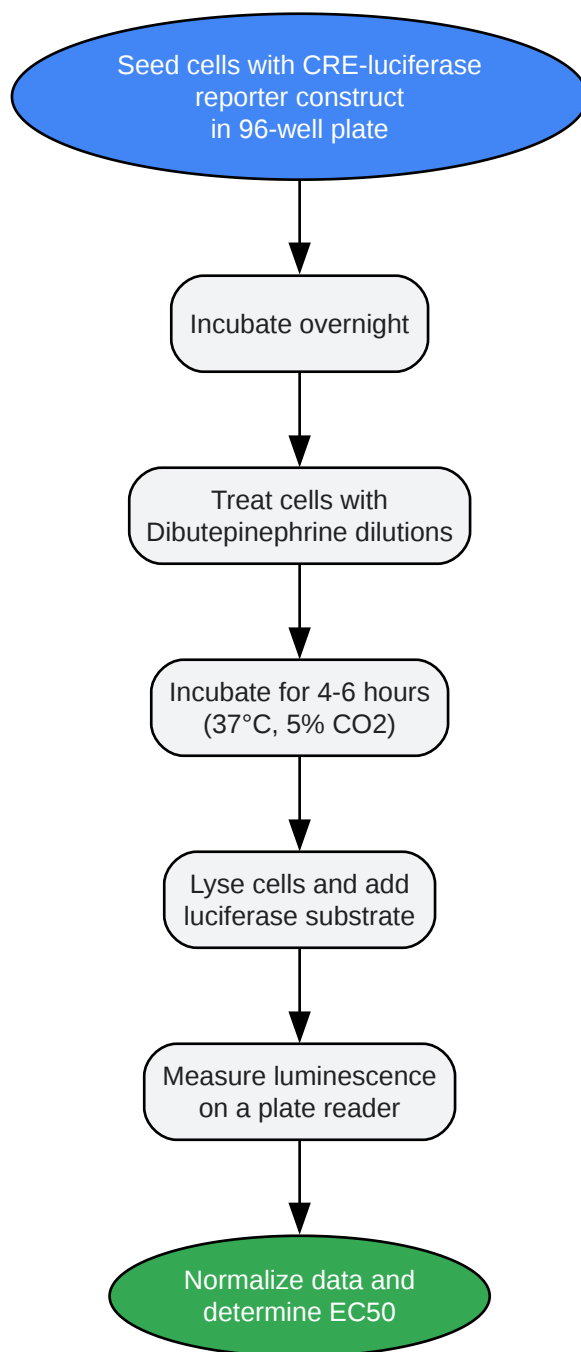 Seed cells with CRE-luciferase
reporter construct
in 96-well plate
Incubate overnight
Treat cells with
Dibutepinephrine dilutions
Incubate for 4-6 hours
(37°C, 5% CO2)
Lyse cells and add
luciferase substrate
Measure luminescence
on a plate reader
Normalize data and
determine EC50